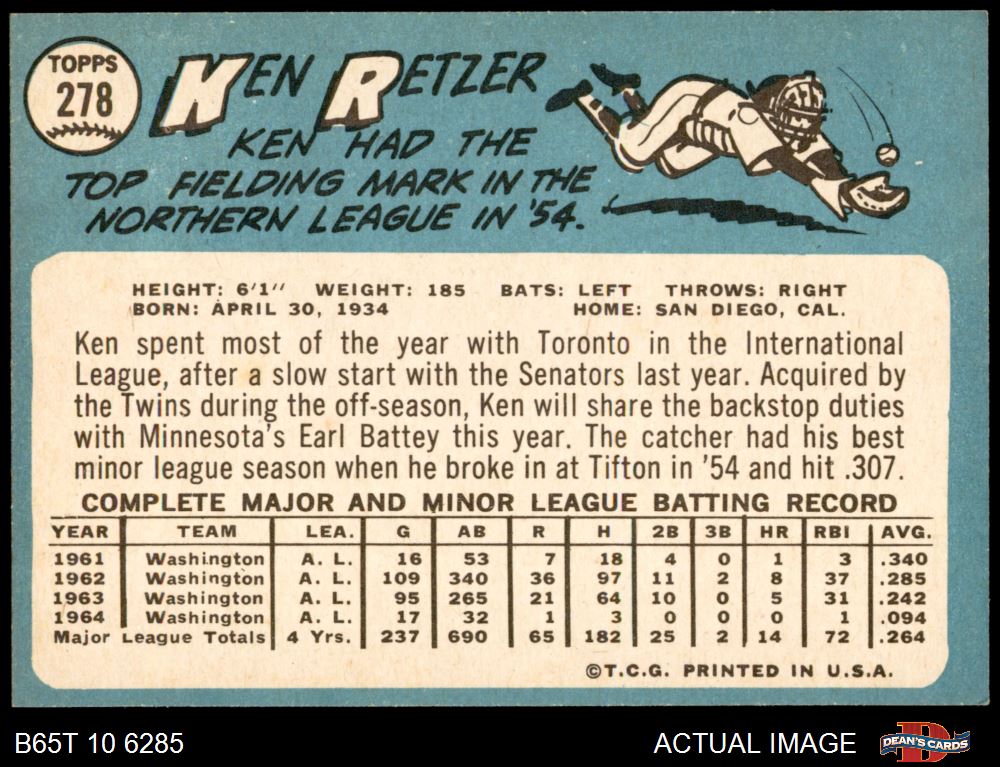 TOPPS
278
KEN RETZER
KEN HAD THE
TOP FIELDING MARK IN THE
NORTHERN LEAGUE IN '54.
HEIGHT: 6'1" WEIGHT: 185 BATS: LEFT THROWS: RIGHT
BORN: APRIL 30, 1934 HOME: SAN DIEGO, CAL.
Ken spent most of the year with Toronto in the International
League, after a slow start with the Senators last year. Acquired by
the Twins during the off-season, Ken will share the backstop duties
with Minnesota's Earl Battey this year. The catcher had his best
minor league season when he broke in at Tifton in '54 and hit .307.
COMPLETE MAJOR AND MINOR LEAGUE BATTING RECORD
YEAR TEAM LEA. G AB R H 2B 3B HR RBI AVG.
1961 Washington A. L. 16 53 7 18 4 0 1 3 .340
1962 Washington A. L. 109 340 36 97 11 2 8 37 .285
1963 Washington A. L. 95 265 21 64 10 0 5 31 .242
1964 Washington A. L. 17 32 1 3 0 0 0 1 .094
Major League Totals 4 Yrs. 237 690 65 182 25 2 14 72 .264
©T.C.G. PRINTED IN U.S.A.
B65T 10 6285 ACTUAL IMAGE
DEAN'S CARDS